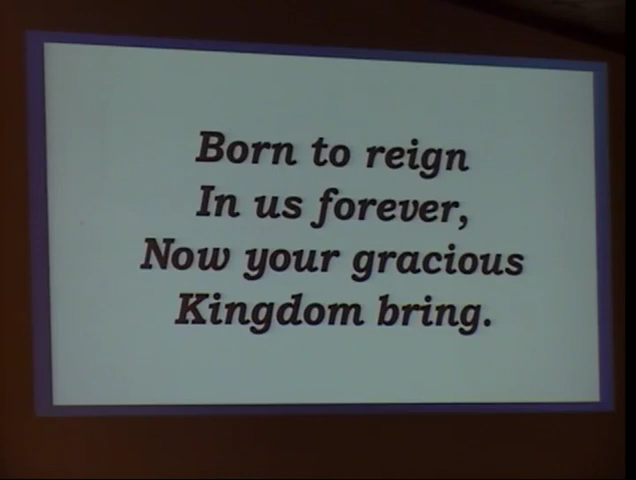 Born to reign
In us forever,
Now your gracious
Kingdom bring.